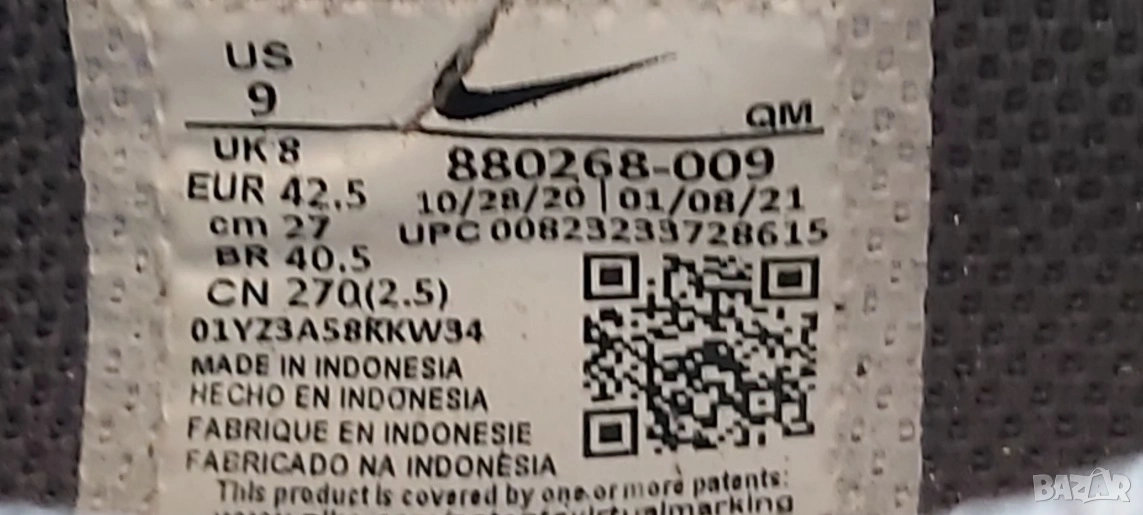 US
9
QM
UK 8
880268-009
EUR 42.5
10/28/20 | 01/08/21
cm 27
UPC 00823233728615
BR 40.5
CN 270(2.5)
01YZ3A58RKKW34
MADE IN INDONESIA
HECHO EN INDONESIA
FABRIQUE EN INDONESIE
FABRICADO NA INDONÉSIA
This product is covered by one or more patents:
BAZAR